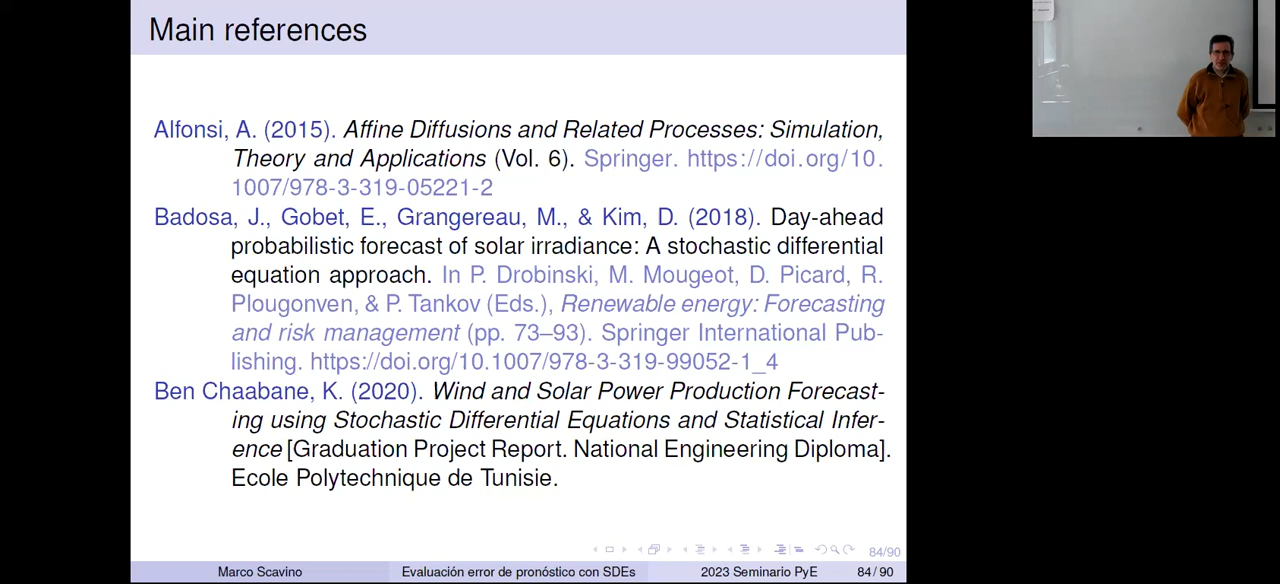 Main references
Alfonsi, A. (2015). Affine Diffusions and Related Processes: Simulation,
Theory and Applications (Vol. 6). Springer. https://doi.org/10.
1007/978-3-319-05221-2
Badosa, J., Gobet, E., Grangereau, M., & Kim, D. (2018). Day-ahead
probabilistic forecast of solar irradiance: A stochastic differential
equation approach. In P. Drobinski, M. Mougeot, D. Picard, R.
Plougonven, & P. Tankov (Eds.), Renewable energy: Forecasting
and risk management (pp. 73–93). Springer International Pub-
lishing. https://doi.org/10.1007/978-3-319-99052-1_4
Ben Chaabane, K. (2020). Wind and Solar Power Production Forecast-
ing using Stochastic Differential Equations and Statistical Infer-
ence [Graduation Project Report. National Engineering Diploma].
Ecole Polytechnique de Tunisie.
84/90
Marco Scavino Evaluación error de pronóstico con SDEs 2023 Seminario PyE 84 / 90